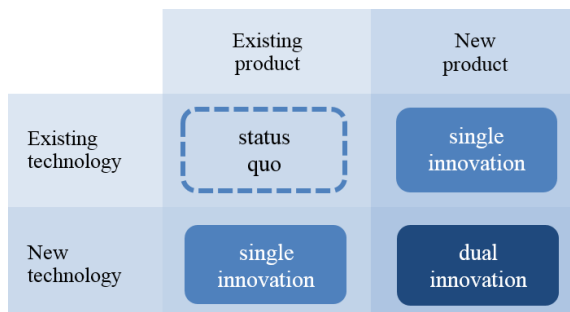 Existing
product
New
product
Existing
technology
status
quo
single
innovation
New
technology
single
innovation
dual
innovation